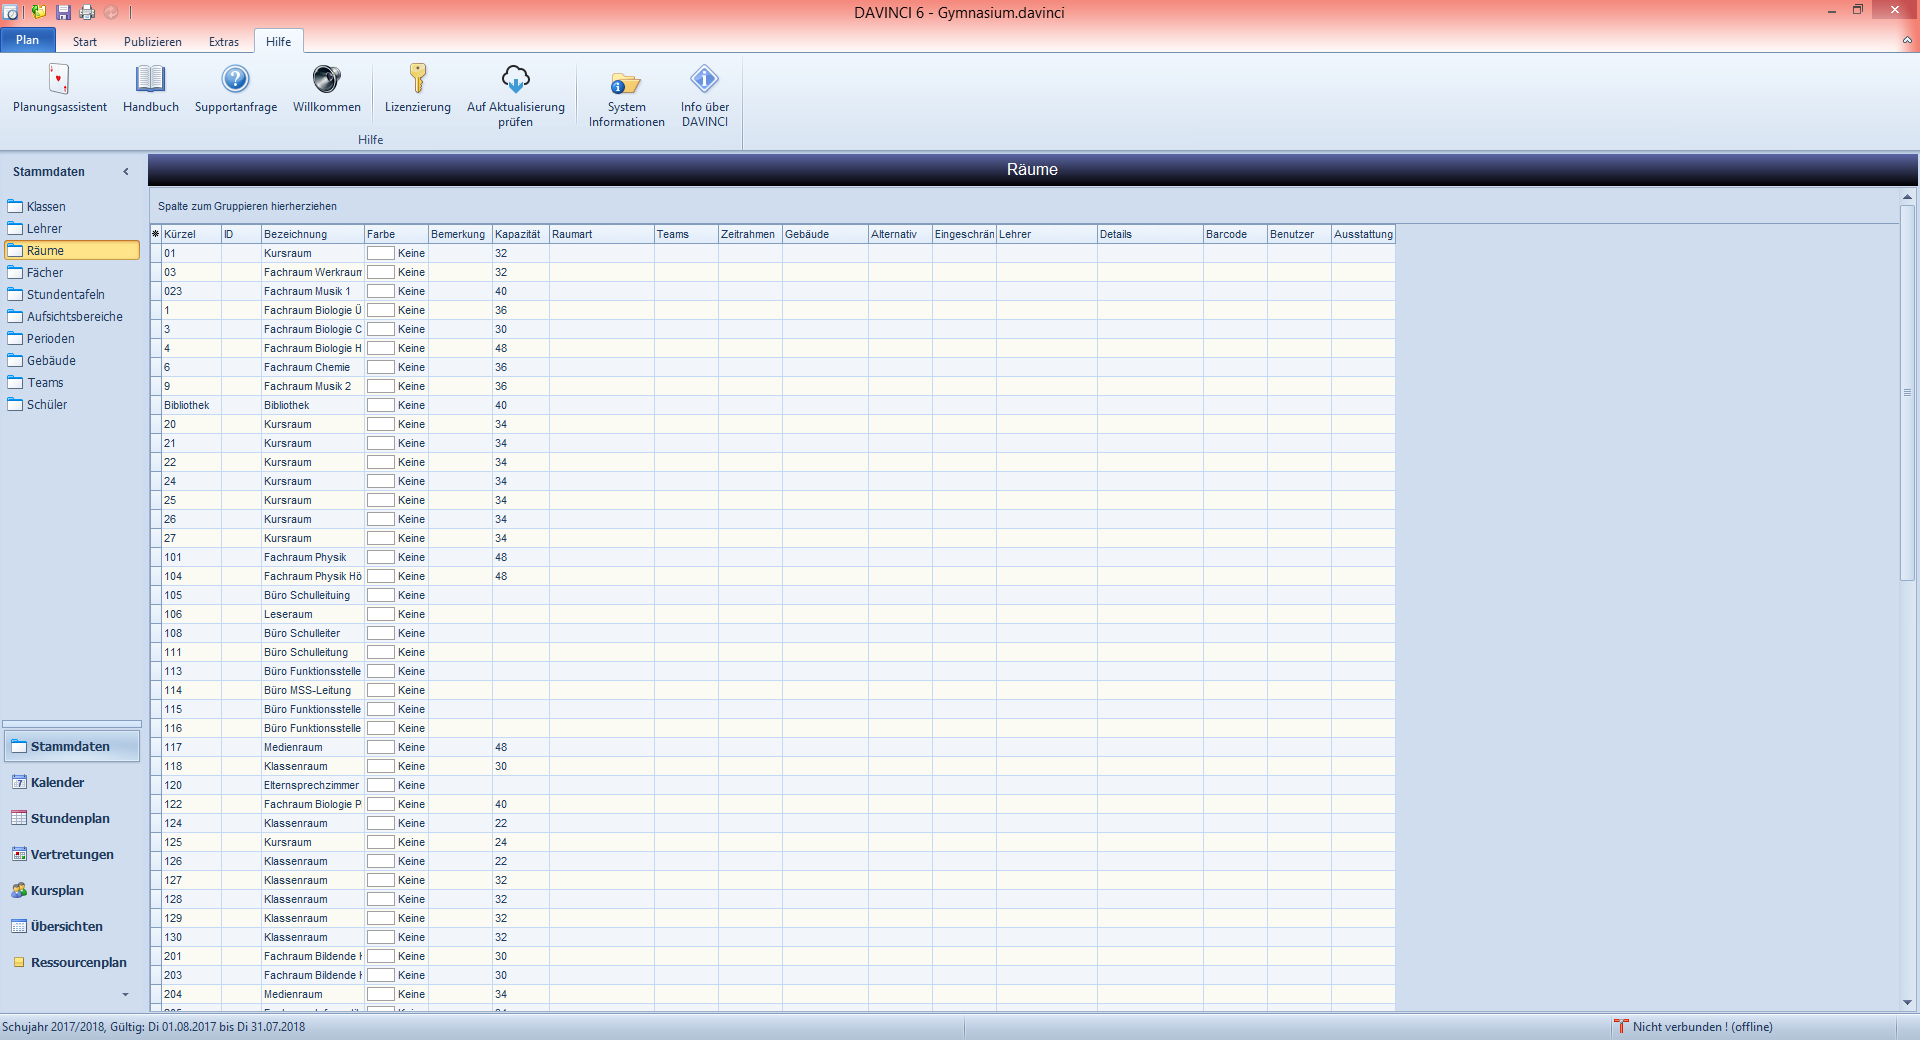 DAVINCI 6 - Gymnasium.davinci
Plan Start Publizieren Extras Hilfe
Planungsassistent Handbuch Supportanfrage Willkommen Lizenzierung Auf Aktualisierung prüfen System Informationen Info über DAVINCI
Hilfe
Stammdaten
Klassen
Lehrer
Räume
Fächer
Stundentafeln
Aufsichtsbereiche
Perioden
Gebäude
Teams
Schüler
Stammdaten
Kalender
Stundenplan
Vertretungen
Kursplan
Übersichten
Ressourcenplan
Räume
Spalte zum Gruppieren hierherziehen
Kürzel ID Bezeichnung Farbe Bemerkung Kapazität Raumart Teams Zeitrahmen Gebäude Alternativ Eingeschrän Lehrer Details Barcode Benutzer Ausstattung
01 Kursraum Keine 32
03 Fachraum Werkraum Keine 32
023 Fachraum Musik 1 Keine 40
1 Fachraum Biologie Ü Keine 36
3 Fachraum Biologie C Keine 30
4 Fachraum Biologie H Keine 48
6 Fachraum Chemie Keine 36
9 Fachraum Musik 2 Keine 36
Bibliothek Bibliothek Keine 40
20 Kursraum Keine 34
21 Kursraum Keine 34
22 Kursraum Keine 34
24 Kursraum Keine 34
25 Kursraum Keine 34
26 Kursraum Keine 34
27 Kursraum Keine 34
101 Fachraum Physik Keine 48
104 Fachraum Physik Hö Keine 48
105 Büro Schulleituing Keine
106 Leseraum Keine
108 Büro Schulleiter Keine
111 Büro Schulleitung Keine
113 Büro Funktionsstelle Keine
114 Büro MSS-Leitung Keine
115 Büro Funktionsstelle Keine
116 Büro Funktionsstelle Keine
117 Medienraum Keine 48
118 Klassenraum Keine 30
120 Elternsprechzimmer Keine
122 Fachraum Biologie P Keine 40
124 Klassenraum Keine 22
125 Kursraum Keine 24
126 Klassenraum Keine 22
127 Klassenraum Keine 32
128 Klassenraum Keine 32
129 Klassenraum Keine 32
130 Klassenraum Keine 32
201 Fachraum Bildende Keine 30
203 Fachraum Bildende Keine 30
204 Medienraum Keine 34
Schujahr 2017/2018, Gültig: Di 01.08.2017 bis Di 31.07.2018
Nicht verbunden ! (offline)